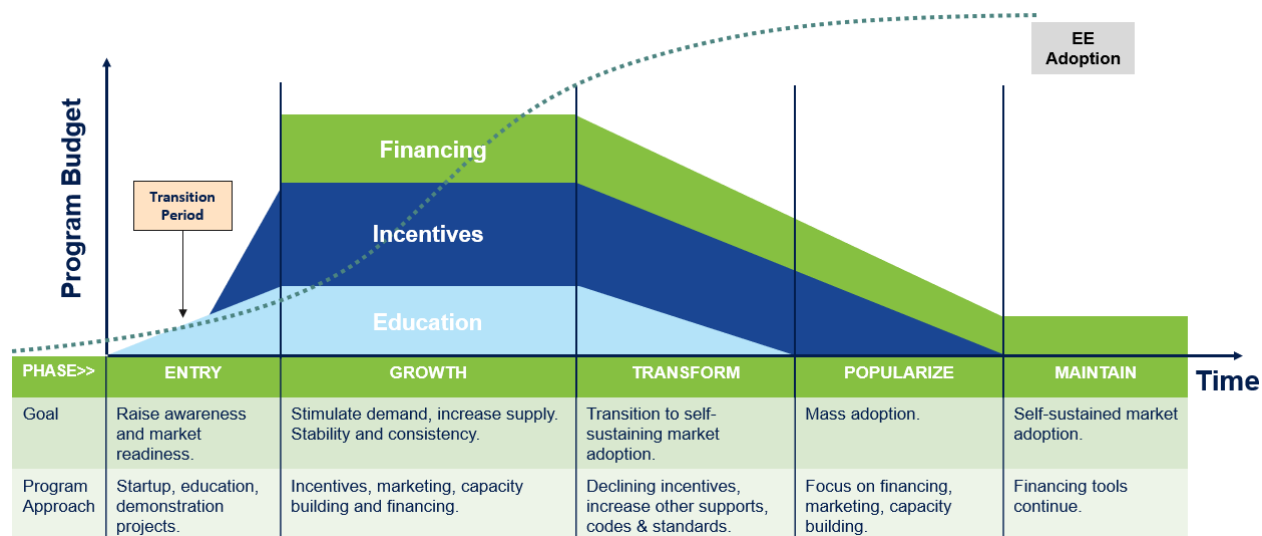 EE
Adoption
Program Budget
Financing
Transition
Period
Incentives
Education
PHASE>>
ENTRY
GROWTH
TRANSFORM
POPULARIZE
MAINTAIN
Time
Goal
Raise awareness
and market
readiness.
Stimulate demand, increase supply.
Stability and consistency.
Transition to self-
sustaining market
adoption.
Mass adoption.
Self-sustained market
adoption.
Program
Approach
Startup, education,
demonstration
projects.
Incentives, marketing, capacity
building and financing.
Declining incentives,
increase other supports,
codes & standards.
Focus on financing,
marketing, capacity
building.
Financing tools
continue.